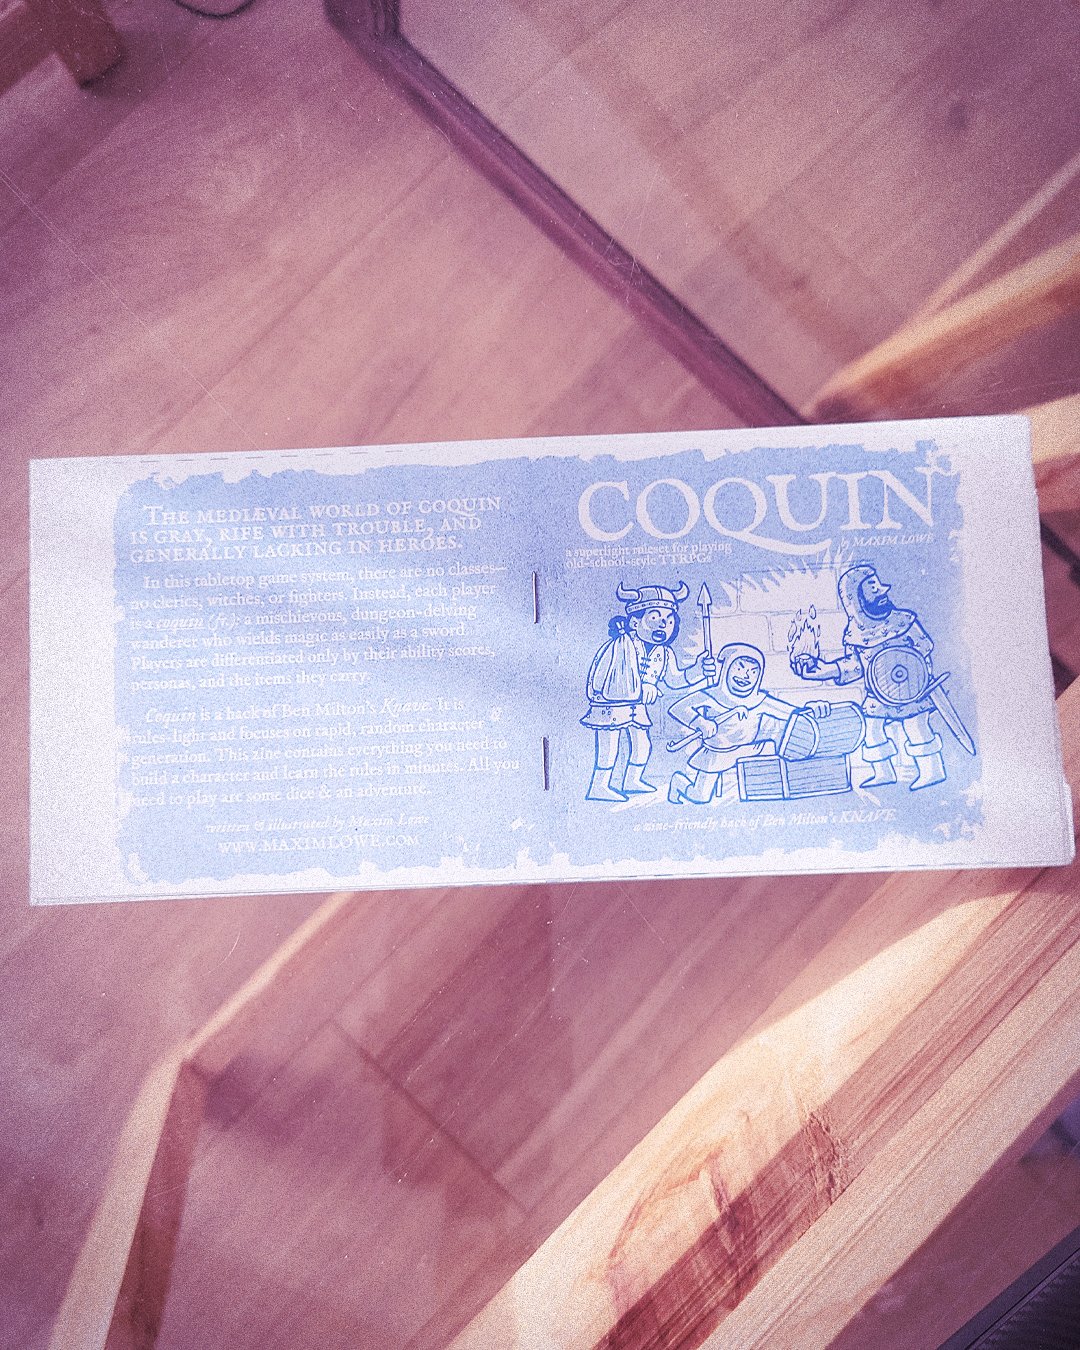 THE MEDIÆVAL WORLD OF COQUIN
IS GRAY, RIFE WITH TROUBLE, AND
GENERALLY LACKING IN HEROES.
In this tabletop game system, there are no classes—
no clerics, witches, or fighters. Instead, each player
is a coquin (fr): a mischievous, dungeon-delving
wanderer who wields magic as easily as a sword.
Players are differentiated only by their ability scores,
personas, and the items they carry.
Coquin is a hack of Ben Milton's Knave. It is
rules-light and focuses on rapid, random character
generation. This zine contains everything you need to
build a character and learn the rules in minutes. All you
need to play are some dice & an adventure.
written & illustrated by Maxim Lowe
WWW.MAXIMLOWE.COM
COQUIN
by MAXIM LOWE
a superlight ruleset for playing
old-school-style TTRPGs
a zine-friendly hack of Ben Milton's KNAVE